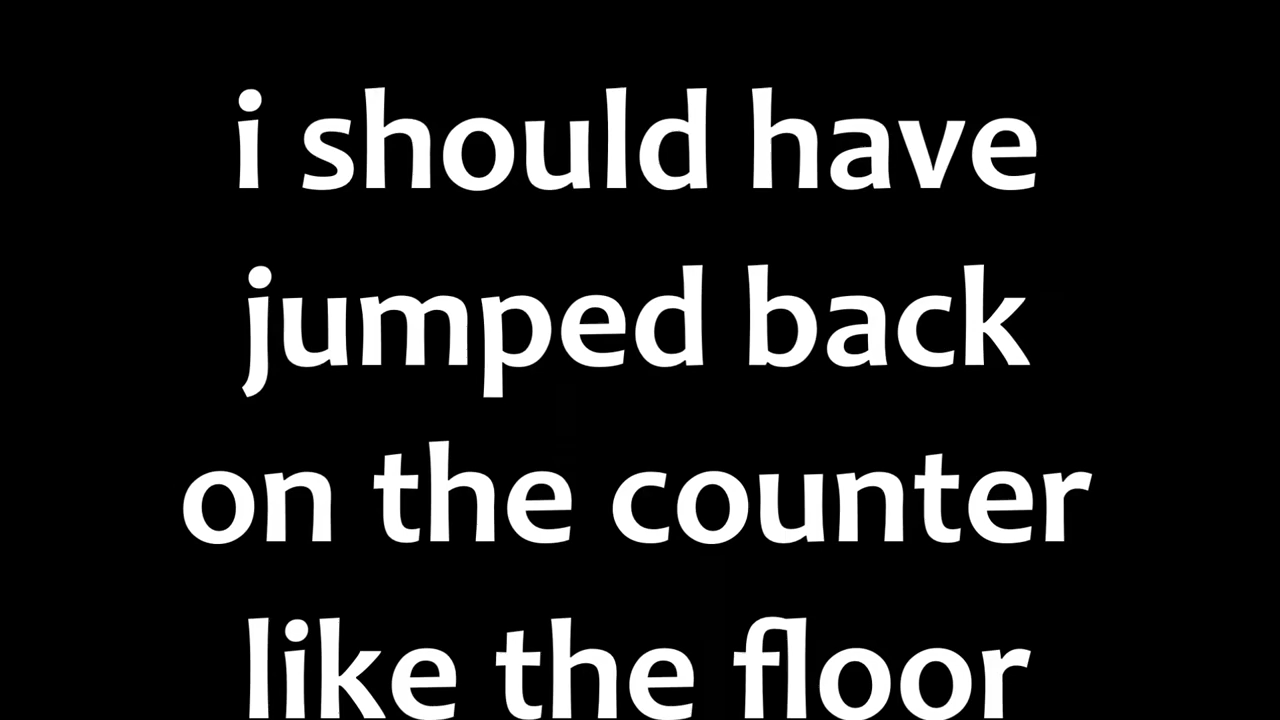 i should have
jumped back
on the counter
like the floor